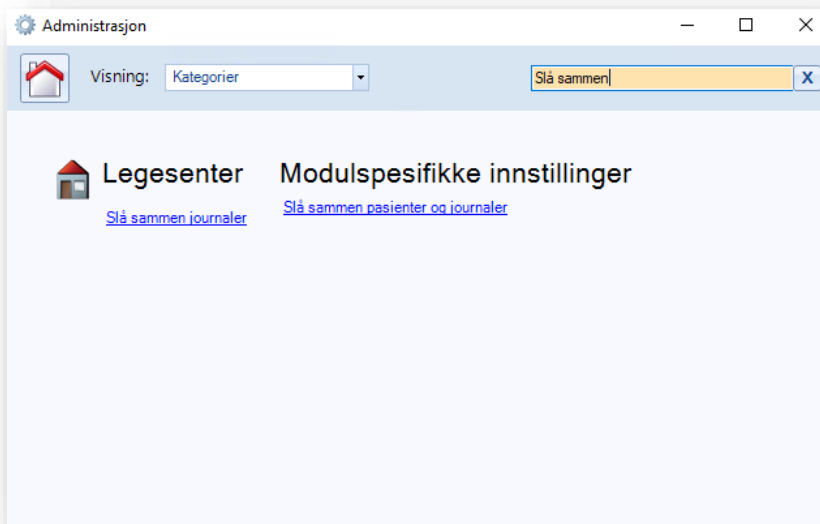 Administrasjon
Visning: Kategorier Slå sammen X
Legesenter Modulspesifikke innstillinger
Slå sammen journaler Slå sammen pasienter og journaler